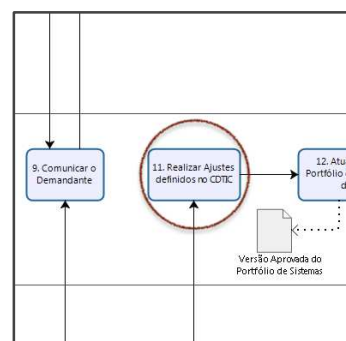 9. Comunicar o
Demandante
11. Realizar Ajustes
definidos no CDTIC
12. Atu
Portfólio
d
Versão Aprovada do
Portfólio de Sistemas